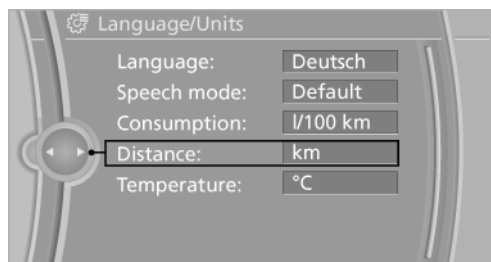 Language/Units
Language: Deutsch
Speech mode: Default
Consumption: l/100 km
Distance: km
Temperature: °C